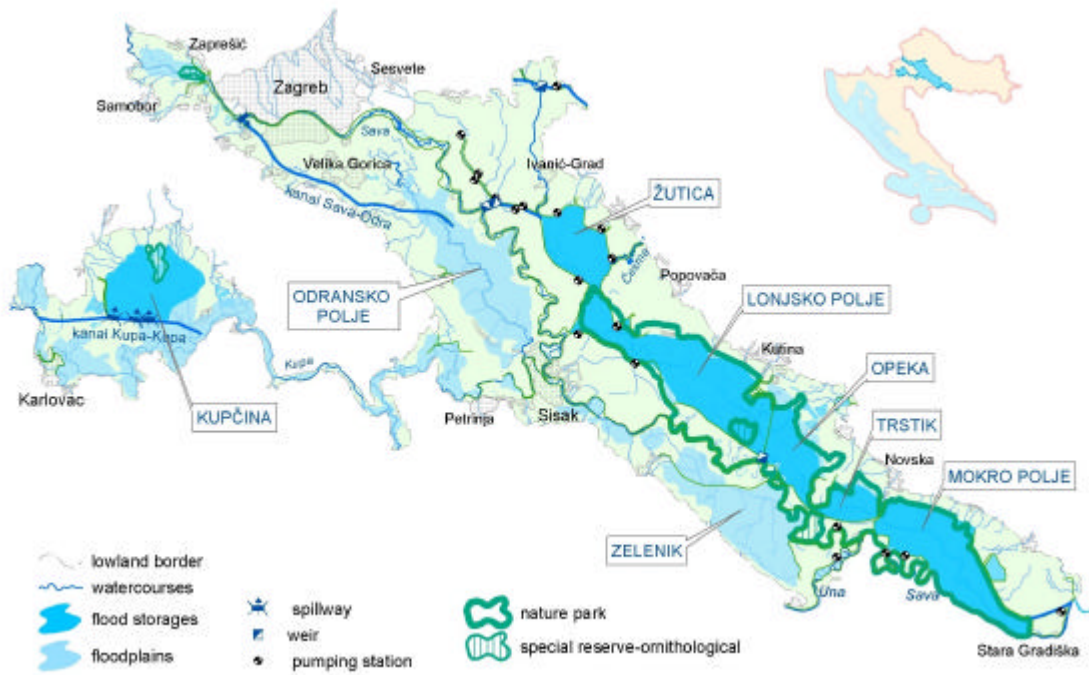 Zaprešić
Sesvete
Zagreb
Samobor
Sava
Velika Gorica
Ivanić-Grad
kanal Sava-Odra
ŽUTICA
Česma
Popovača
ODRANSKO
POLJE
LONJSKO POLJE
kanal Kupa-Kupa
Kupa
Kutina
OPEKA
Karlovac
KUPČINA
Petrinja
Sisak
TRSTIK
Novska
MOKRO POLJE
ZELENIK
Una
Sava
Stara Gradiška
lowland border
watercourses
flood storages
floodplains
spillway
weir
pumping station
nature park
special reserve-ornithological